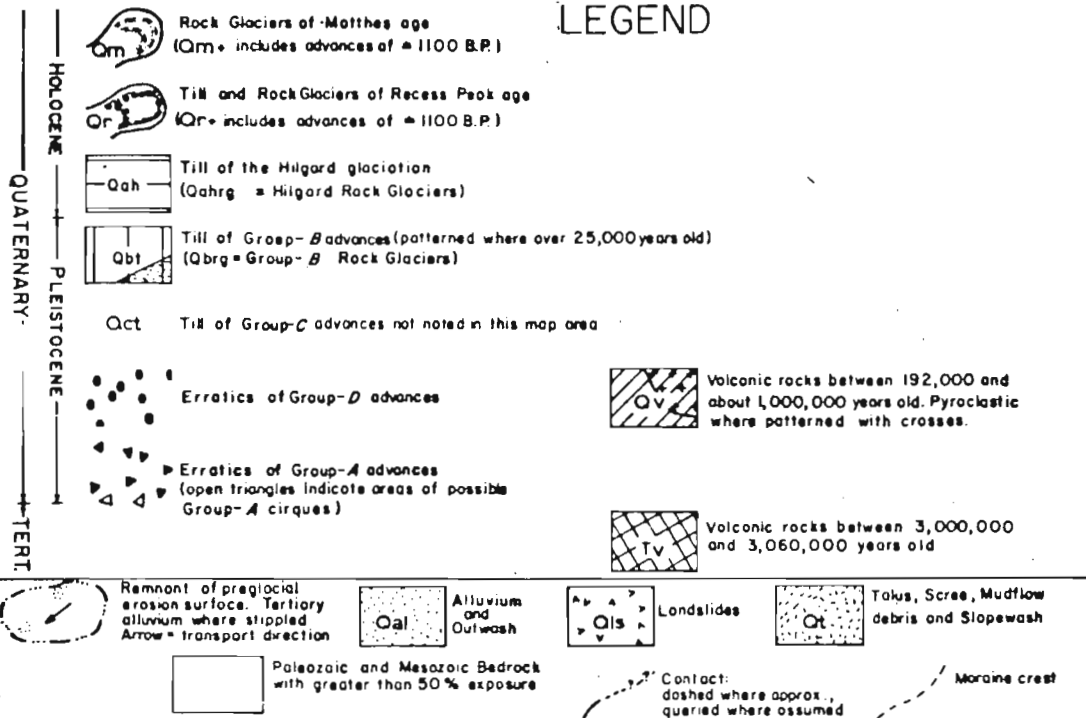 LEGEND
QUATERNARY
TERT.
HOLOCENE
PLEISTOCENE
Qm
Rock Glaciers of Matthes age
(Qm+ includes advances of ≐ 1100 B.P.)
Qr
Till and Rock Glaciers of Recess Peak age
(Qr+ includes advances of ≐ 1100 B.P.)
Qah
Till of the Hilgard glaciation
(Qahrg = Hilgard Rock Glaciers)
Qbt
Till of Group-B advances (patterned where over 25,000 years old)
(Qbrg = Group-B Rock Glaciers)
Qct
Till of Group-C advances not noted in this map area
Erratics of Group-D advances
Erratics of Group-A advances
(open triangles indicate areas of possible
Group-A cirques)
Qv
Volcanic rocks between 192,000 and
about 1,000,000 years old. Pyroclastic
where patterned with crosses.
Tv
Volcanic rocks between 3,000,000
and 3,060,000 years old
Remnant of preglacial
erosion surface. Tertiary
alluvium where stippled
Arrow = transport direction
Qal
Alluvium
and
Outwash
Qls
Landslides
Qt
Talus, Scree, Mudflow
debris and Slopewash
Paleozoic and Mesozoic Bedrock
with greater than 50% exposure
? ?
Contact:
dashed where approx.,
queried where assumed
Moraine crest